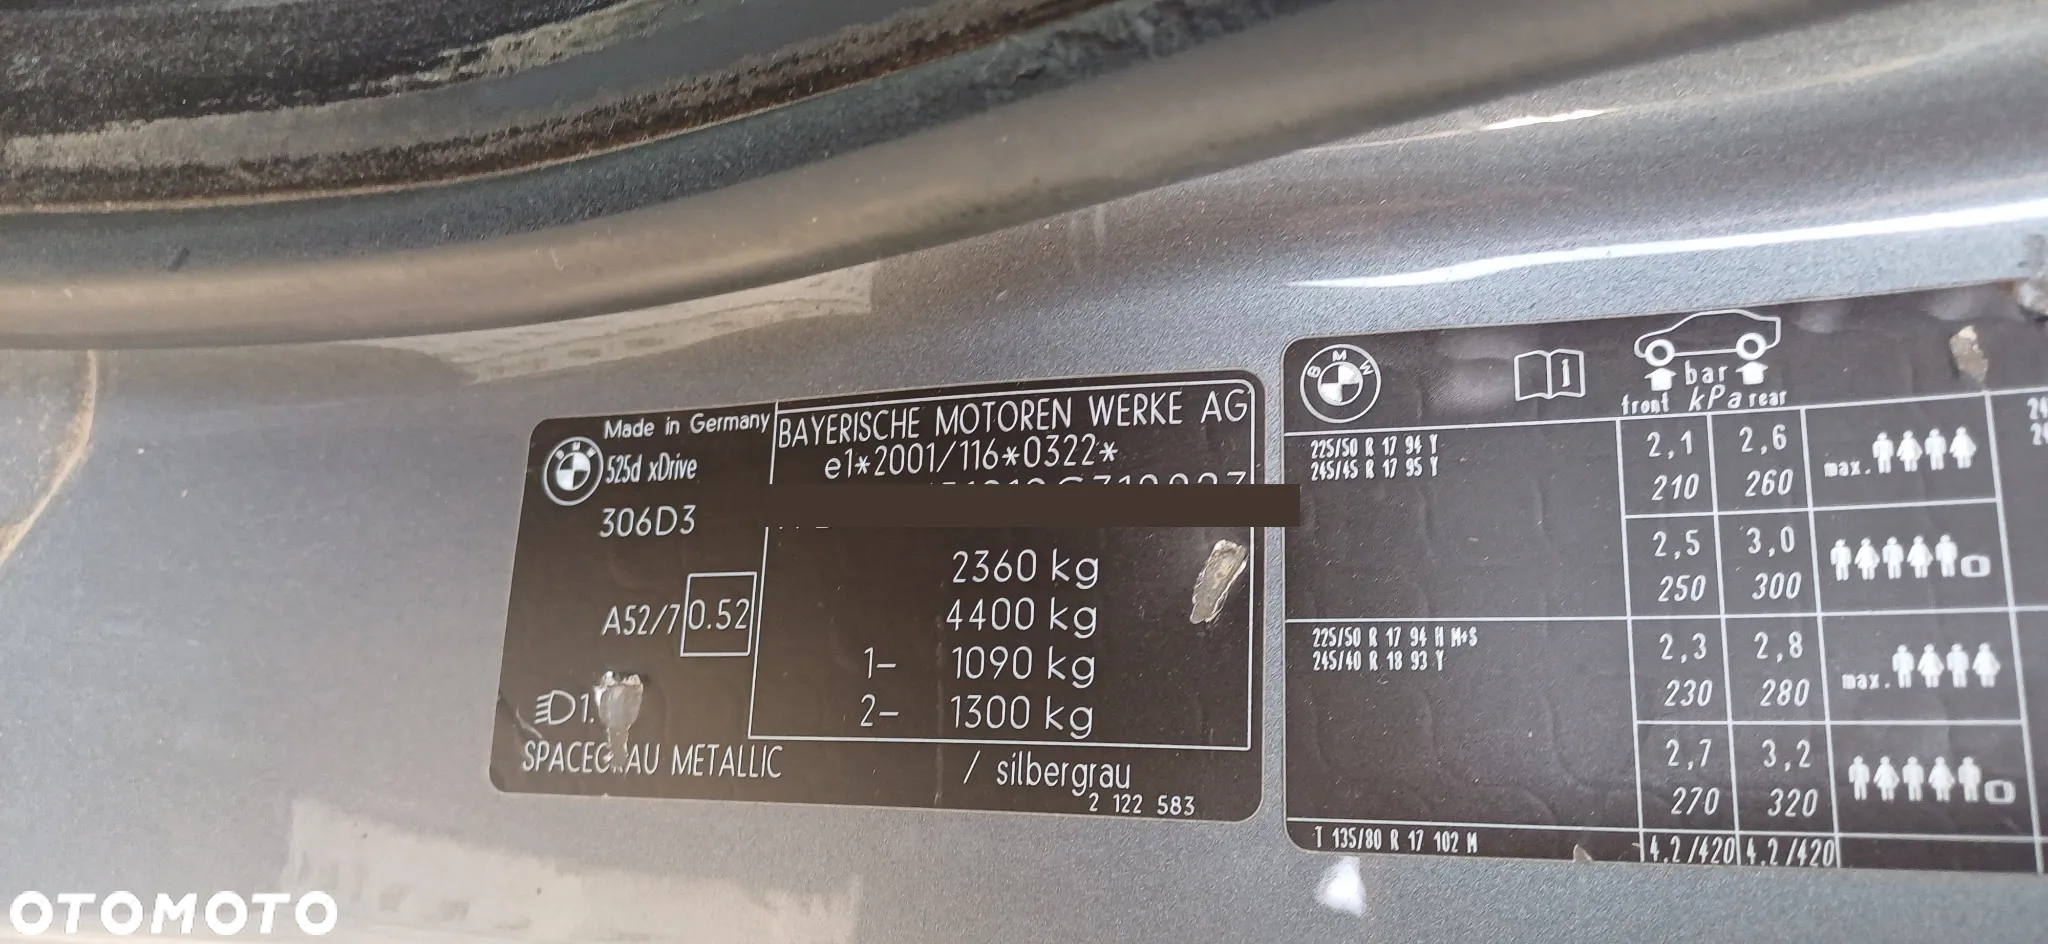 Made in Germany
525d xDrive
306D3
BAYERISCHE MOTOREN WERKE AG
e1*2001/116*0322*
2360 kg
4400 kg
1- 1090 kg
2- 1300 kg
A52/7 0.52
1.
METALLIC / silbergrau
2 122 583
BMW
bar
front kPa rear
225/50 R 17 94 Y
245/45 R 17 95 Y
2,1 2,6
210 260
max.
2,5 3,0
250 300
225/50 R 17 94 H M+S
245/40 R 18 93 Y
2,3 2,8
230 280
max.
2,7 3,2
270 320
T 135/80 R 17 102 M 4.2/420 4.2/420
OTOMOTO